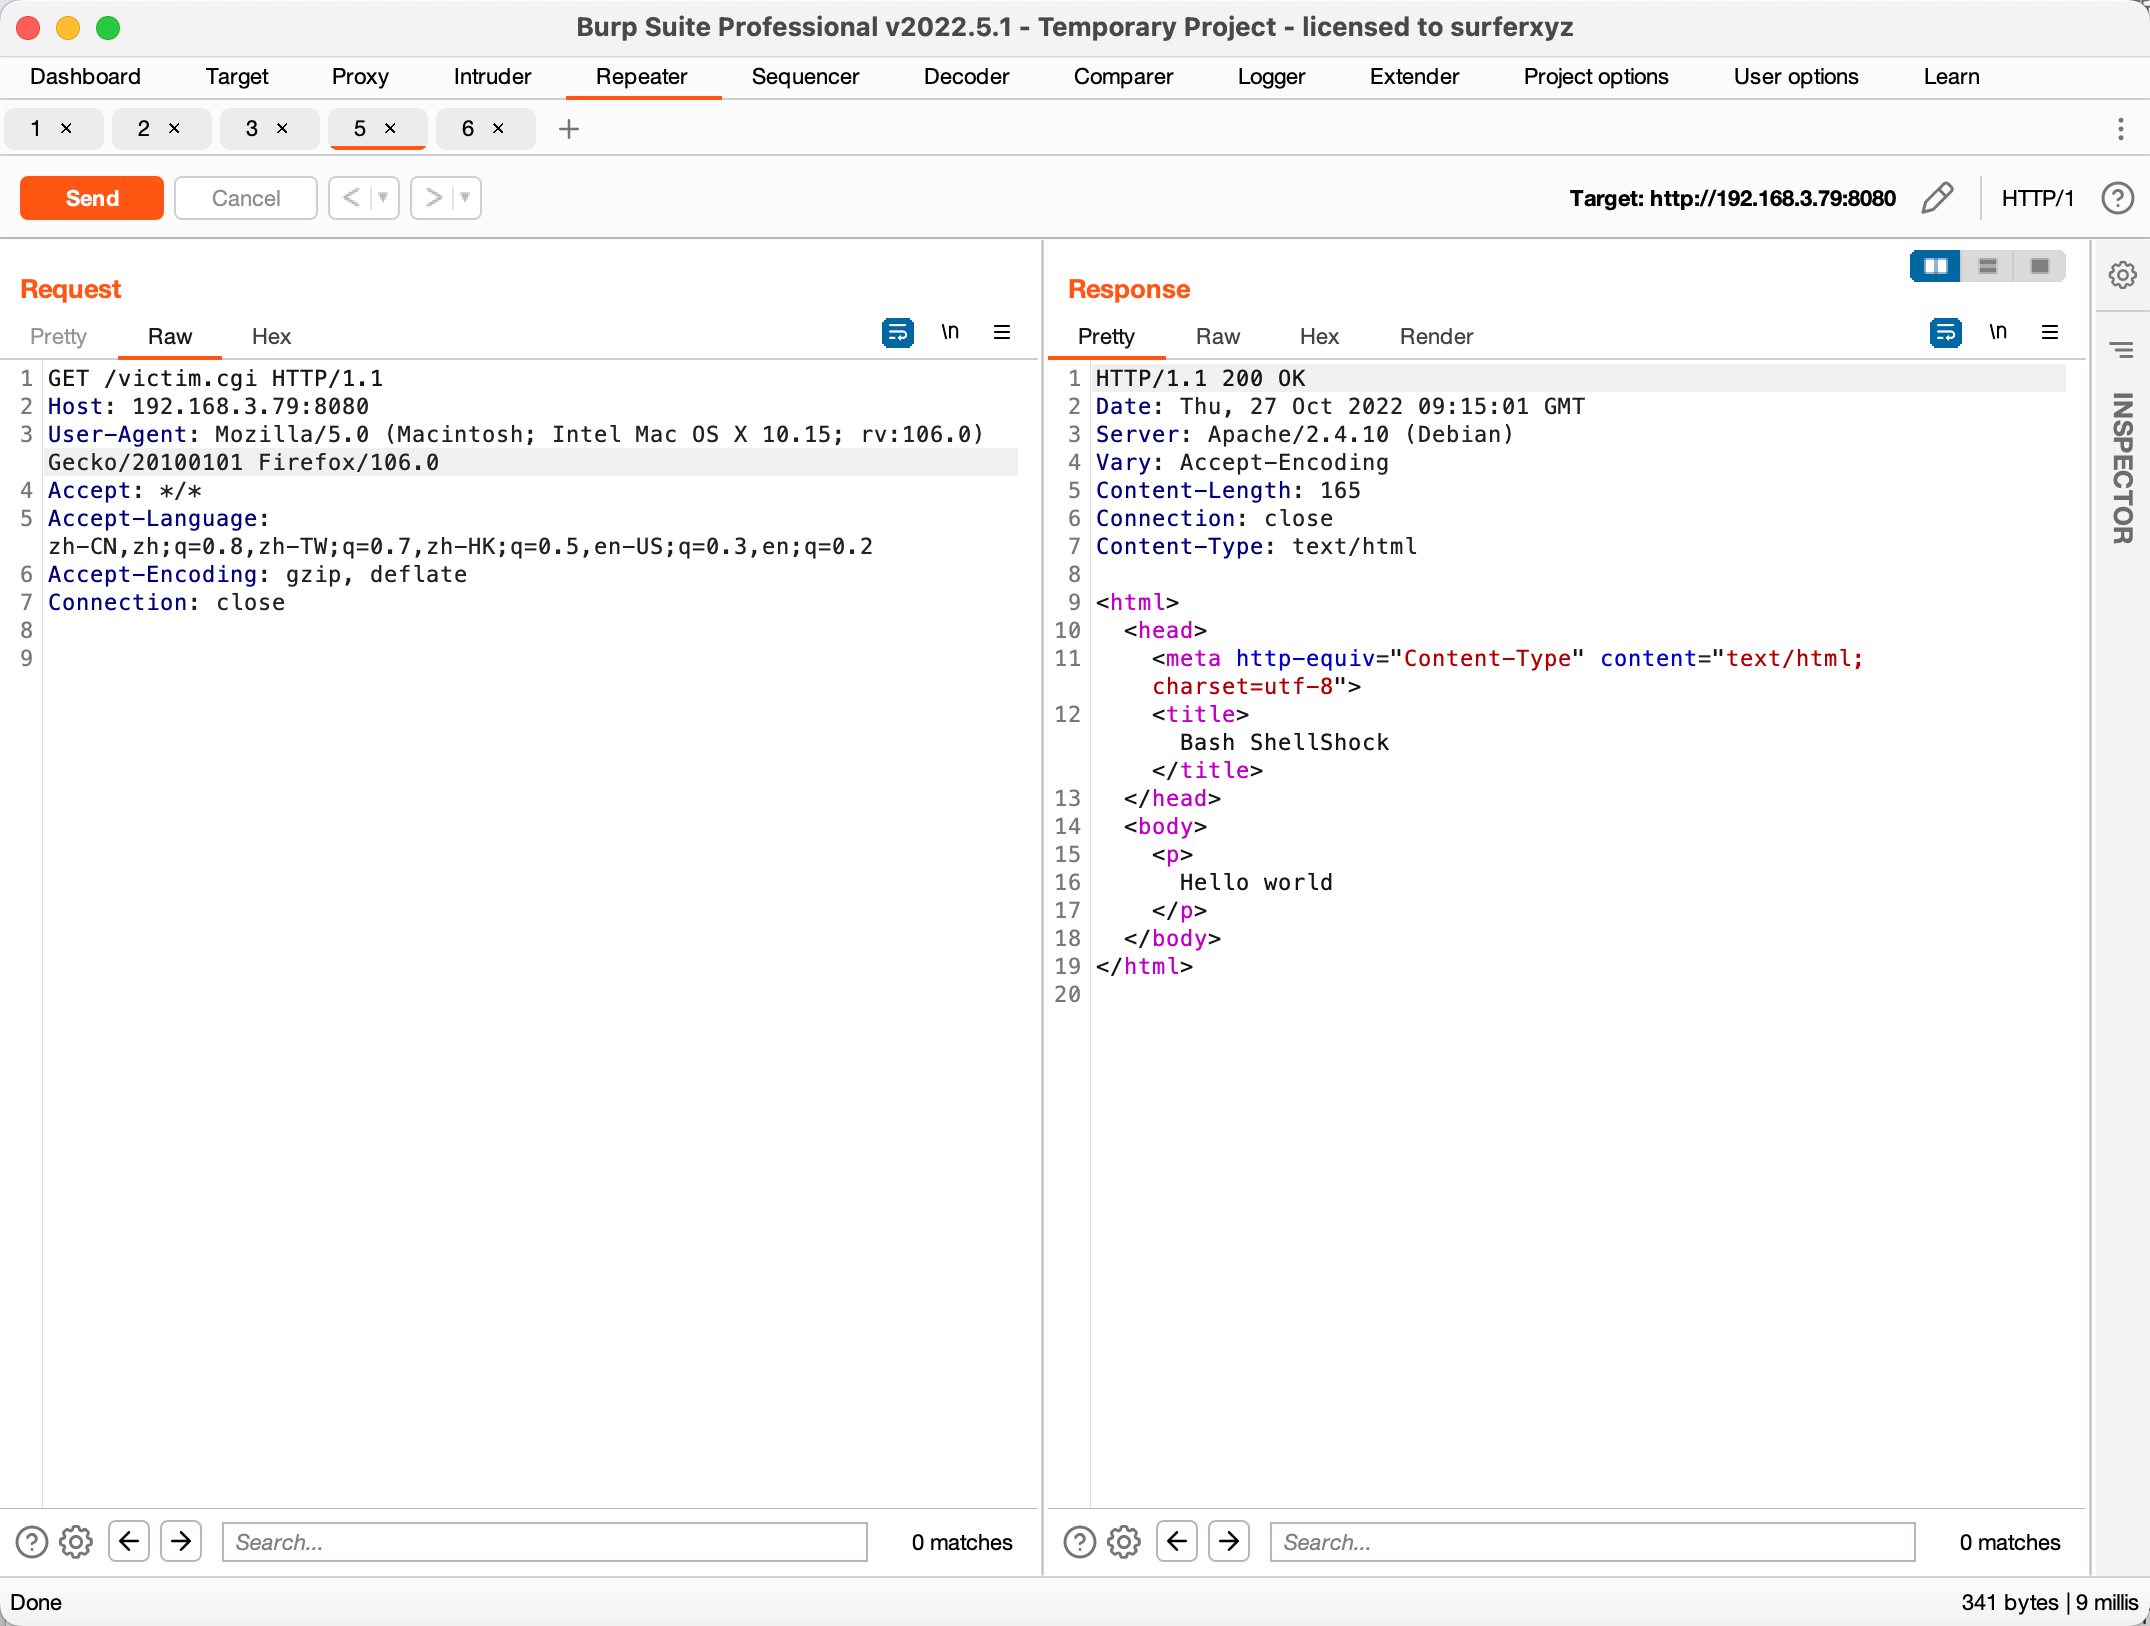 Burp Suite Professional v2022.5.1 - Temporary Project - licensed to surferxyz
Dashboard Target Proxy Intruder Repeater Sequencer Decoder Comparer Logger Extender Project options User options Learn
1 × 2 × 3 × 5 × 6 × +
Send Cancel < > Target: http://192.168.3.79:8080 HTTP/1 ?
Request
Pretty Raw Hex \n
1 GET /victim.cgi HTTP/1.1
2 Host: 192.168.3.79:8080
3 User-Agent: Mozilla/5.0 (Macintosh; Intel Mac OS X 10.15; rv:106.0)
Gecko/20100101 Firefox/106.0
4 Accept: */*
5 Accept-Language:
zh-CN,zh;q=0.8,zh-TW;q=0.7,zh-HK;q=0.5,en-US;q=0.3,en;q=0.2
6 Accept-Encoding: gzip, deflate
7 Connection: close
8
9
Search... 0 matches
Response
Pretty Raw Hex Render \n
1 HTTP/1.1 200 OK
2 Date: Thu, 27 Oct 2022 09:15:01 GMT
3 Server: Apache/2.4.10 (Debian)
4 Vary: Accept-Encoding
5 Content-Length: 165
6 Connection: close
7 Content-Type: text/html
8
9 <html>
10 <head>
11 <meta http-equiv="Content-Type" content="text/html;
charset=utf-8">
12 <title>
Bash ShellShock
</title>
13 </head>
14 <body>
15 <p>
16 Hello world
17 </p>
18 </body>
19 </html>
20
Search... 0 matches
INSPECTOR
Done 341 bytes | 9 millis